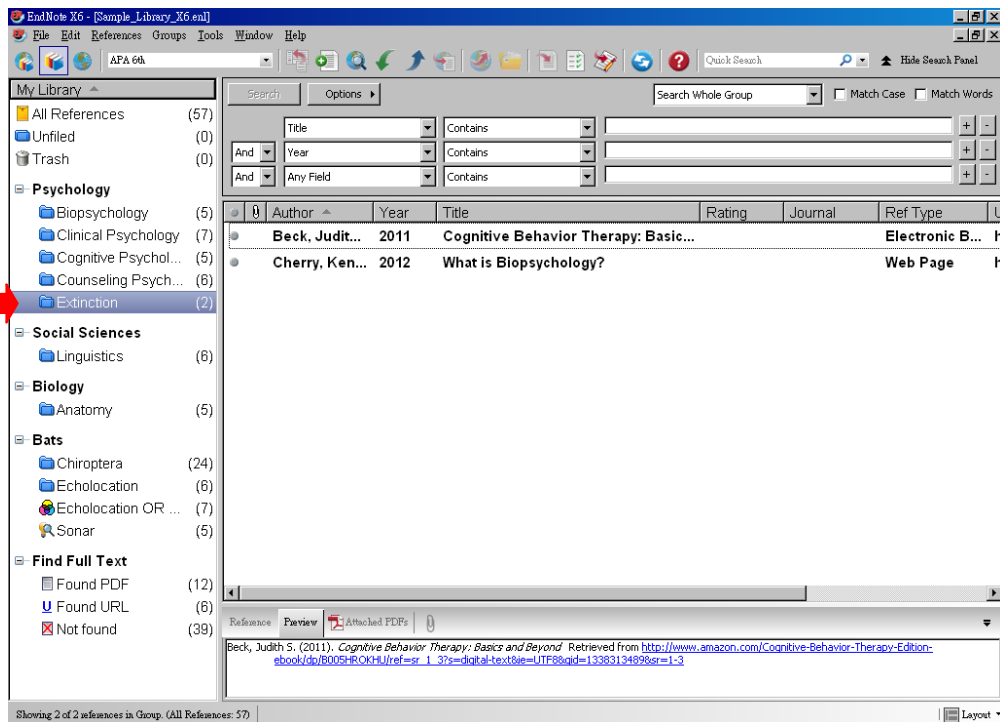 EndNote X6 - [Sample_Library_X6.enl]
File Edit References Groups Tools Window Help
APA 6th
Quick Search
Hide Search Panel
My Library
All References (57)
Unfiled (0)
Trash (0)
Psychology
Biopsychology (5)
Clinical Psychology (7)
Cognitive Psychol... (5)
Counseling Psych... (6)
Extinction (2)
Social Sciences
Linguistics (6)
Biology
Anatomy (5)
Bats
Chiroptera (24)
Echolocation (6)
Echolocation OR ... (7)
Sonar (5)
Find Full Text
Found PDF (12)
U Found URL (6)
Not found (39)
Search Options Search Whole Group Match Case Match Words
Title Contains + -
And Year Contains + -
And Any Field Contains + -
Author Year Title Rating Journal Ref Type U
Beck, Judit... 2011 Cognitive Behavior Therapy: Basic... Electronic B... h
Cherry, Ken... 2012 What is Biopsychology? Web Page h
Reference Preview Attached PDFs
Beck, Judith S. (2011). Cognitive Behavior Therapy: Basics and Beyond Retrieved from http://www.amazon.com/Cognitive-Behavior-Therapy-Edition-
ebook/dp/B005HROKHU/ref=sr_1_3?s=digital-text&ie=UTF8&qid=1338313489&sr=1-3
Showing 2 of 2 references in Group. (All References: 57)
Layout